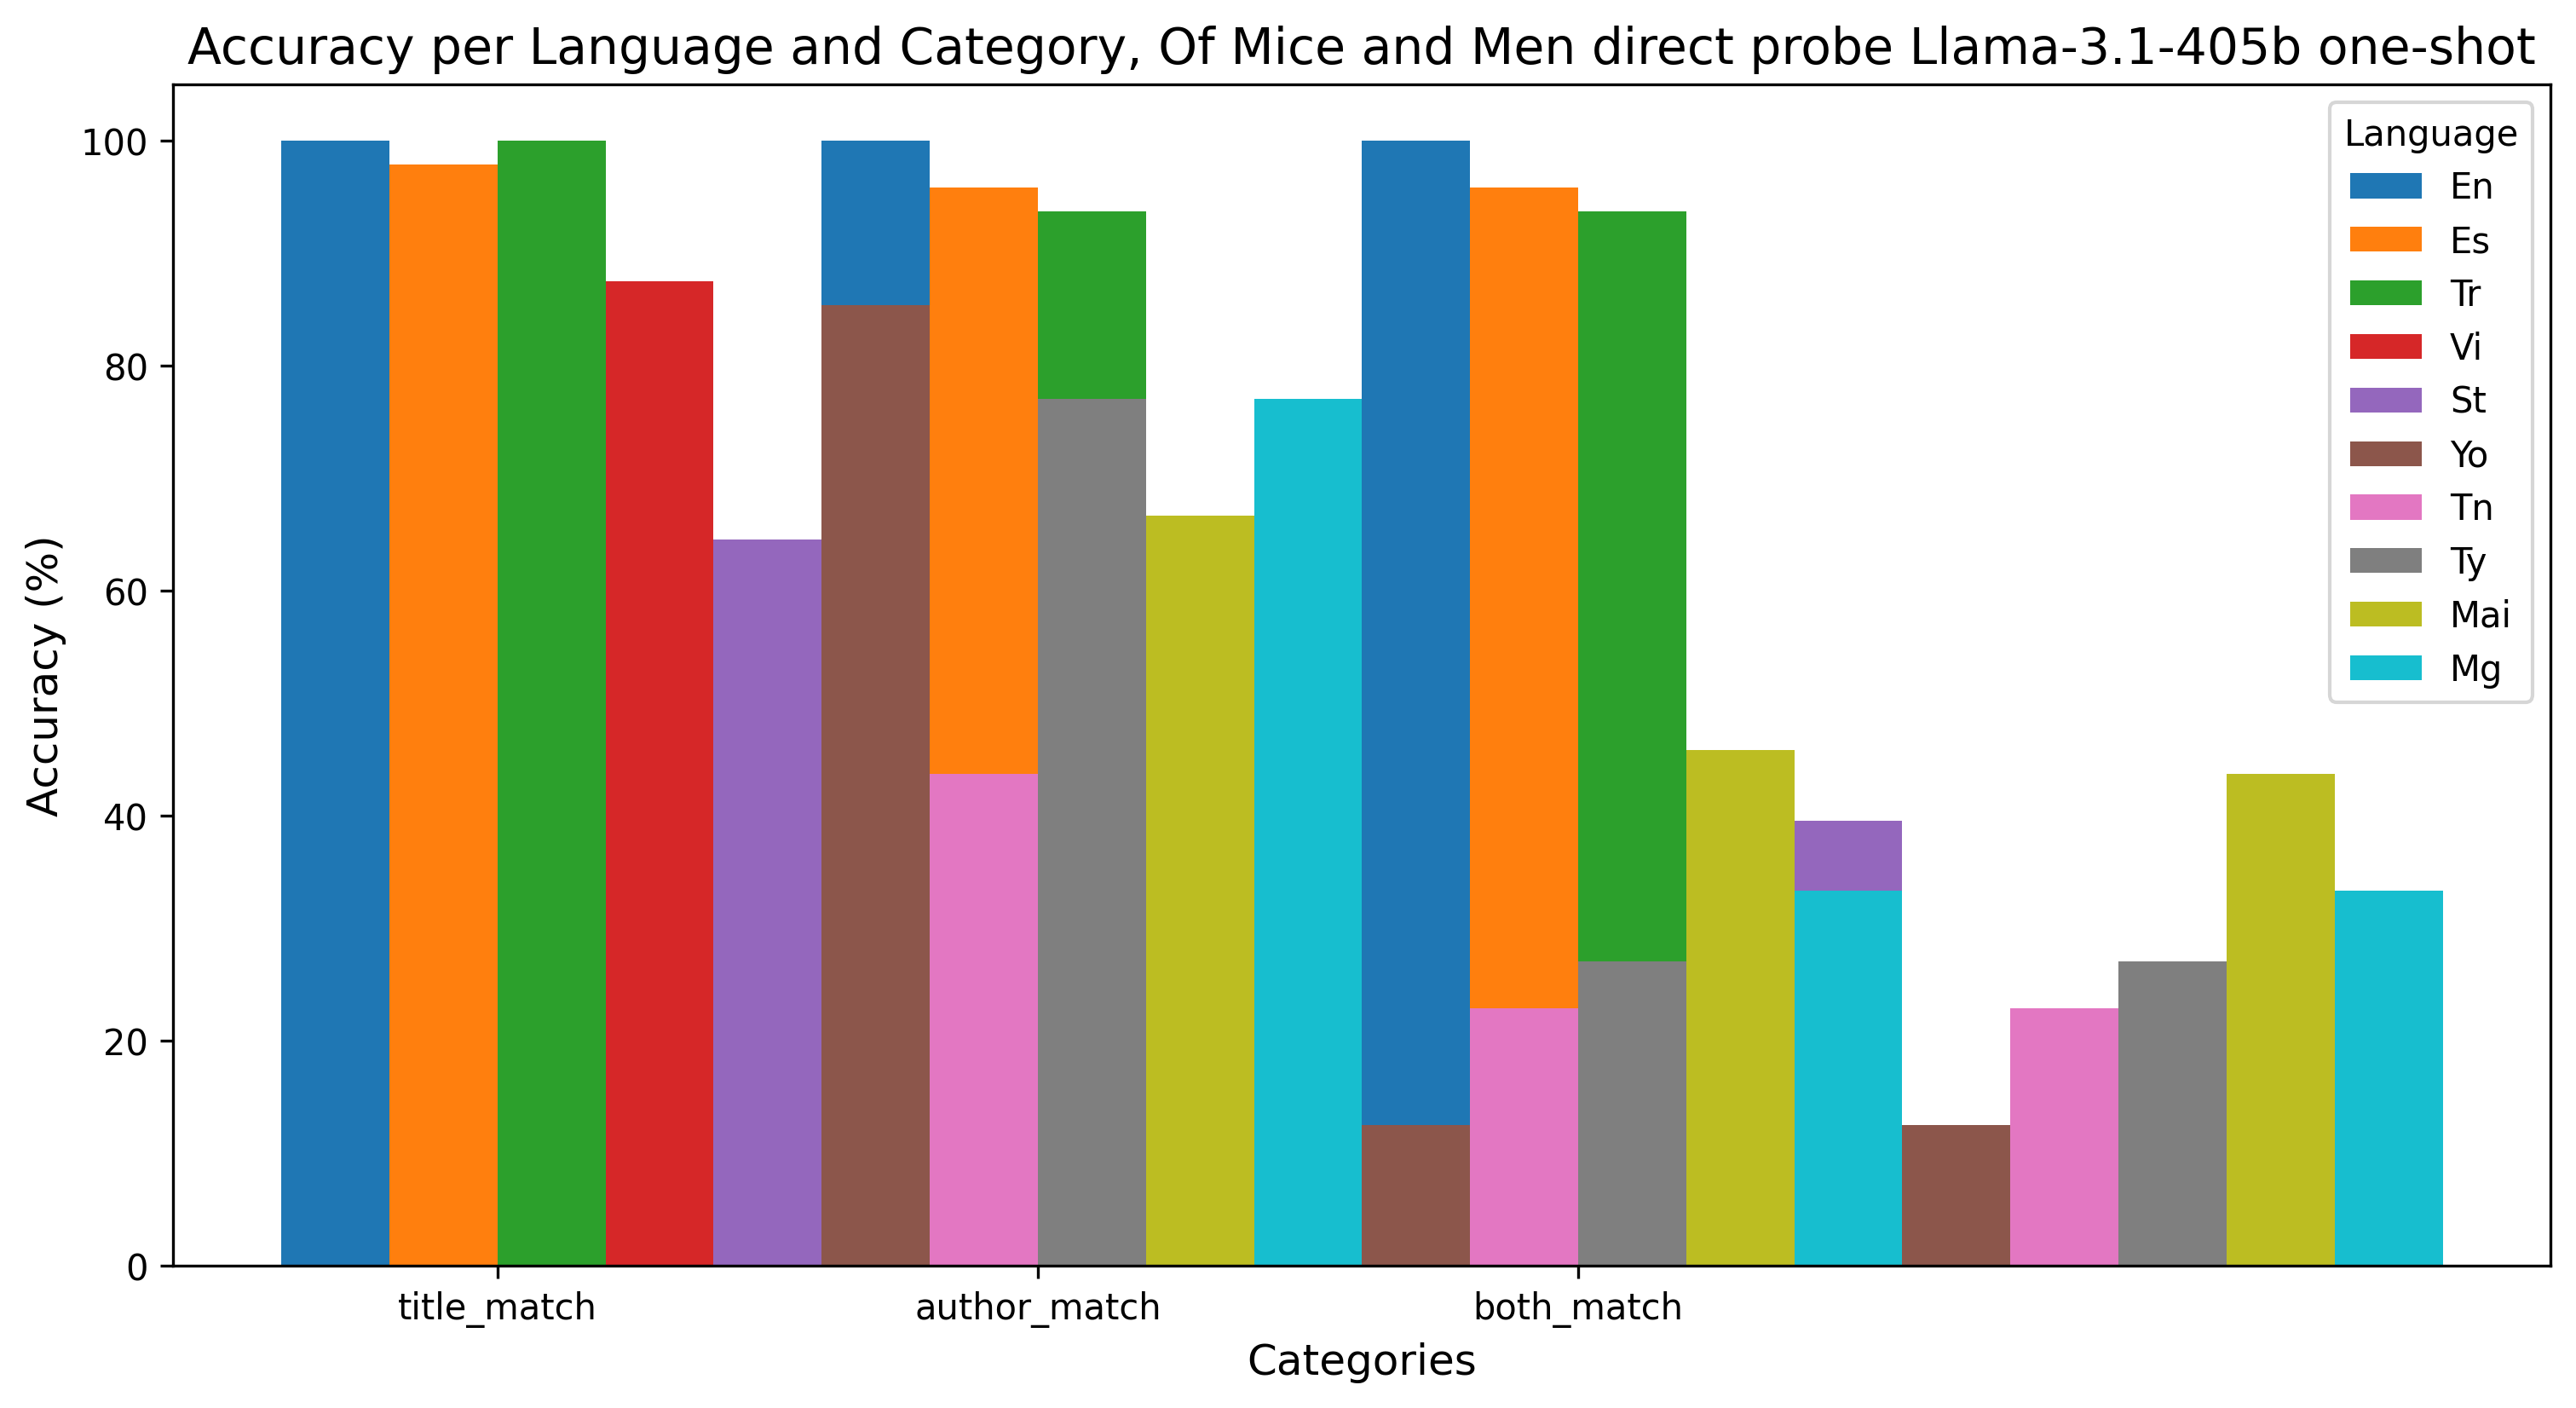 Accuracy per Language and Category, Of Mice and Men direct probe Llama-3.1-405b one-shot
Accuracy (%)
100
80
60
40
20
0
title_match
author_match
both_match
Categories
Language
En
Es
Tr
Vi
St
Yo
Tn
Ty
Mai
Mg